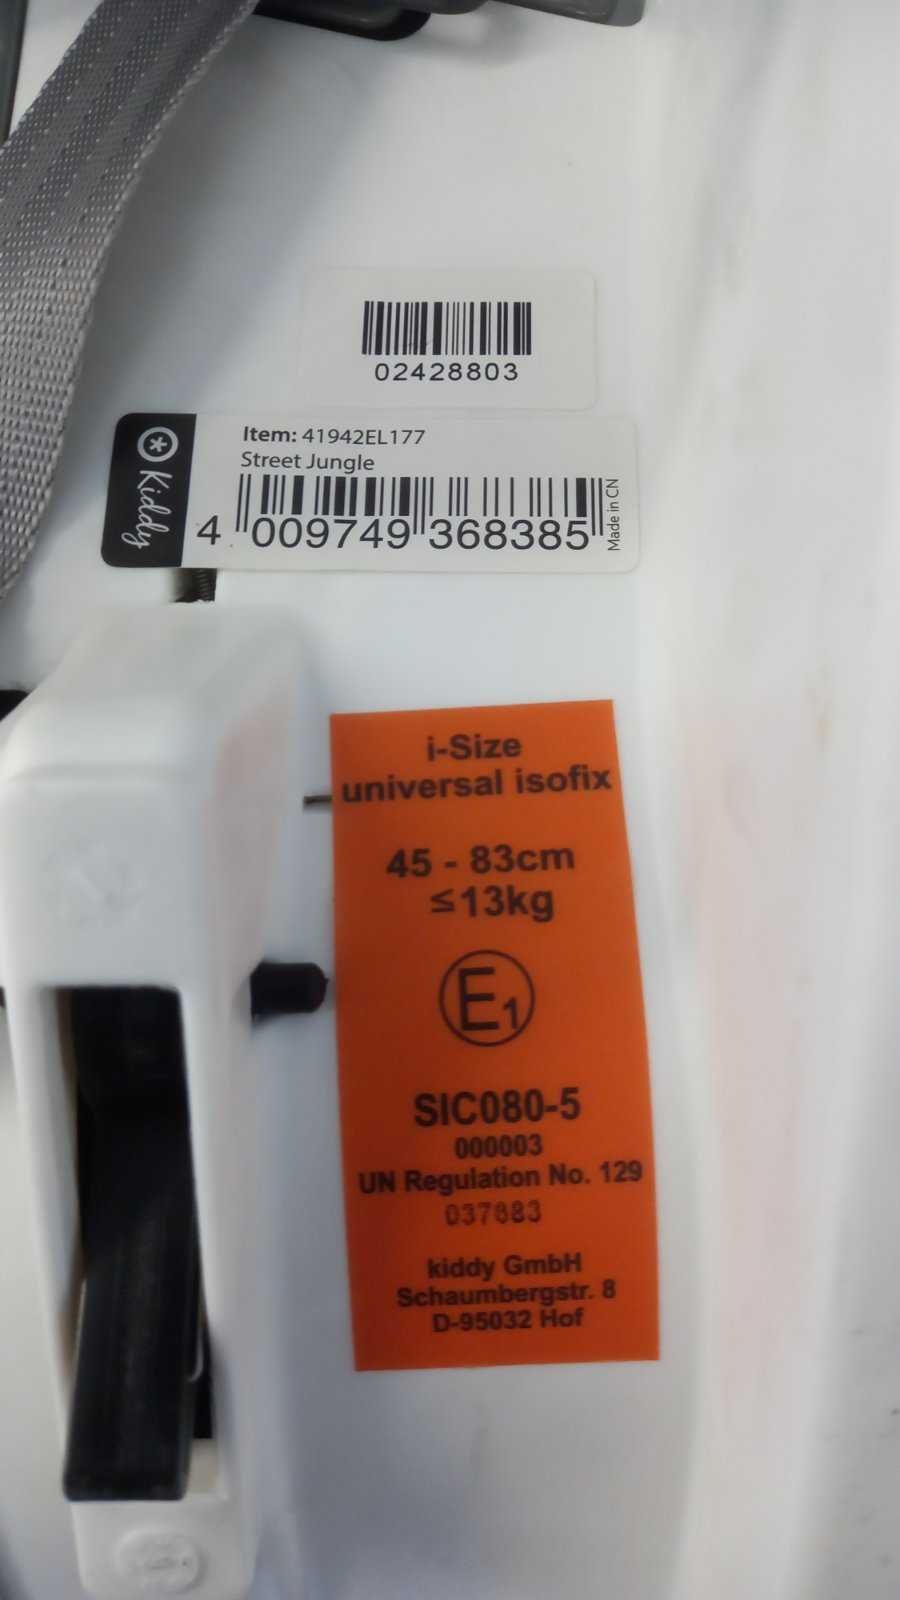 02428803
Kiddy
Item: 41942EL177
Street Jungle
4 009749 368385
Made in CN
i-Size
universal isofix
45 - 83cm
≤13kg
E1
SIC080-5
000003
UN Regulation No. 129
037683
kiddy GmbH
Schaumbergstr. 8
D-95032 Hof